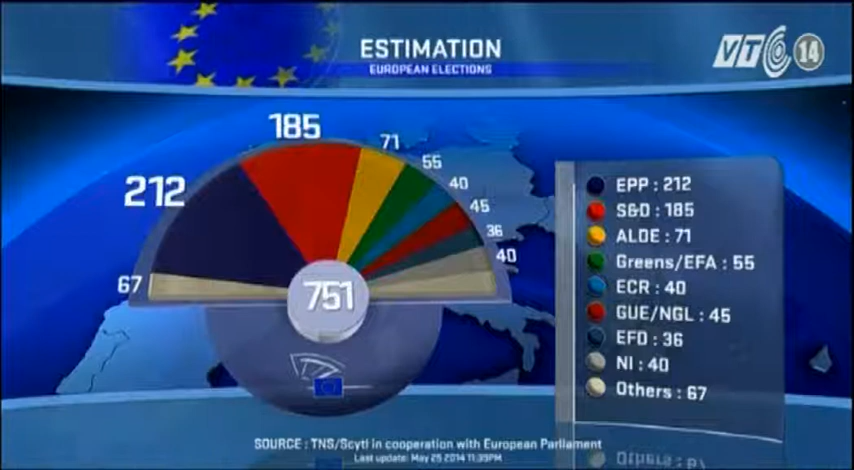 ESTIMATION
EUROPEAN ELECTIONS
VTC 14
185
71
55
40
45
36
40
212
67
751
EPP : 212
S&D : 185
ALDE : 71
Greens/EFA : 55
ECR : 40
GUE/NGL : 45
EFD : 36
NI : 40
Others : 67
SOURCE : TNS/Scytl in cooperation with European Parliament
Last update: May 25 2014 11:39PM
Others : 67